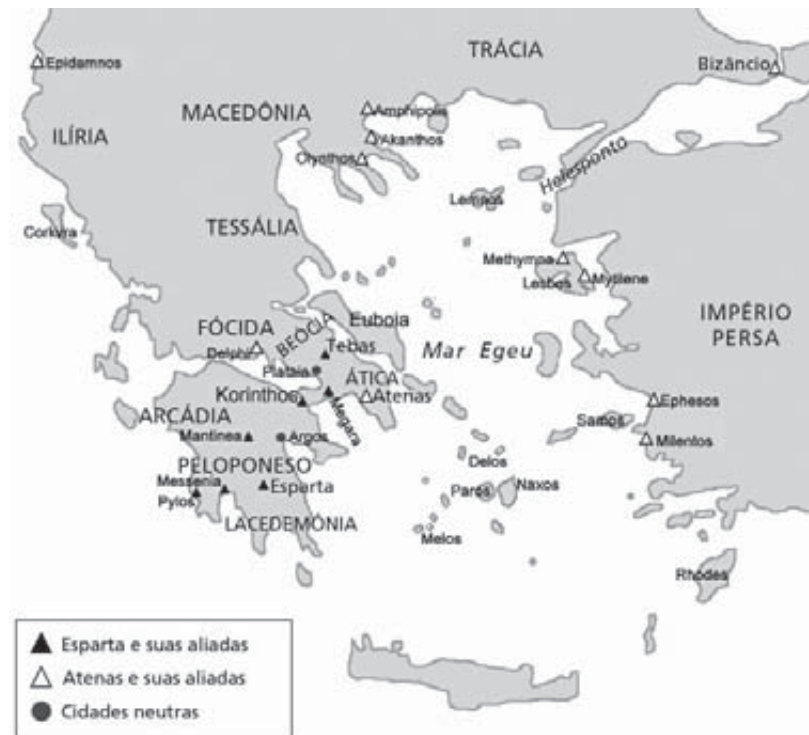 TRÁCIA
Bizâncio
Epidamnos
MACEDÔNIA
Amphipolis
ILÍRIA
Akanthos
Olynthos
Helesponto
Lemnos
Corkyra
TESSÁLIA
Methymna
Lesbos
Mytilene
IMPÉRIO
PERSA
FÓCIDA
BEÓCIA
Euboia
Delphi
Tebas
Mar Egeu
Plataia
ÁTICA
Korinthos
Megara
Atenas
Ephesos
ARCÁDIA
Samos
Mantinea
Argos
Milentos
Delos
PELOPONESO
Messenia
Esparta
Paros
Naxos
Pylos
LACEDEMÔNIA
Melos
Rhodes
Esparta e suas aliadas
Atenas e suas aliadas
Cidades neutras